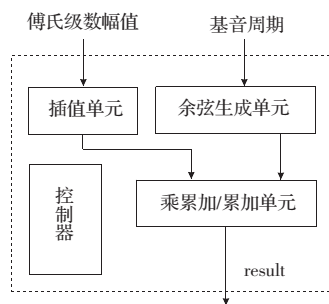 傅氏级数幅值
基音周期
插值单元
余弦生成单元
控制器
乘累加/累加单元
result